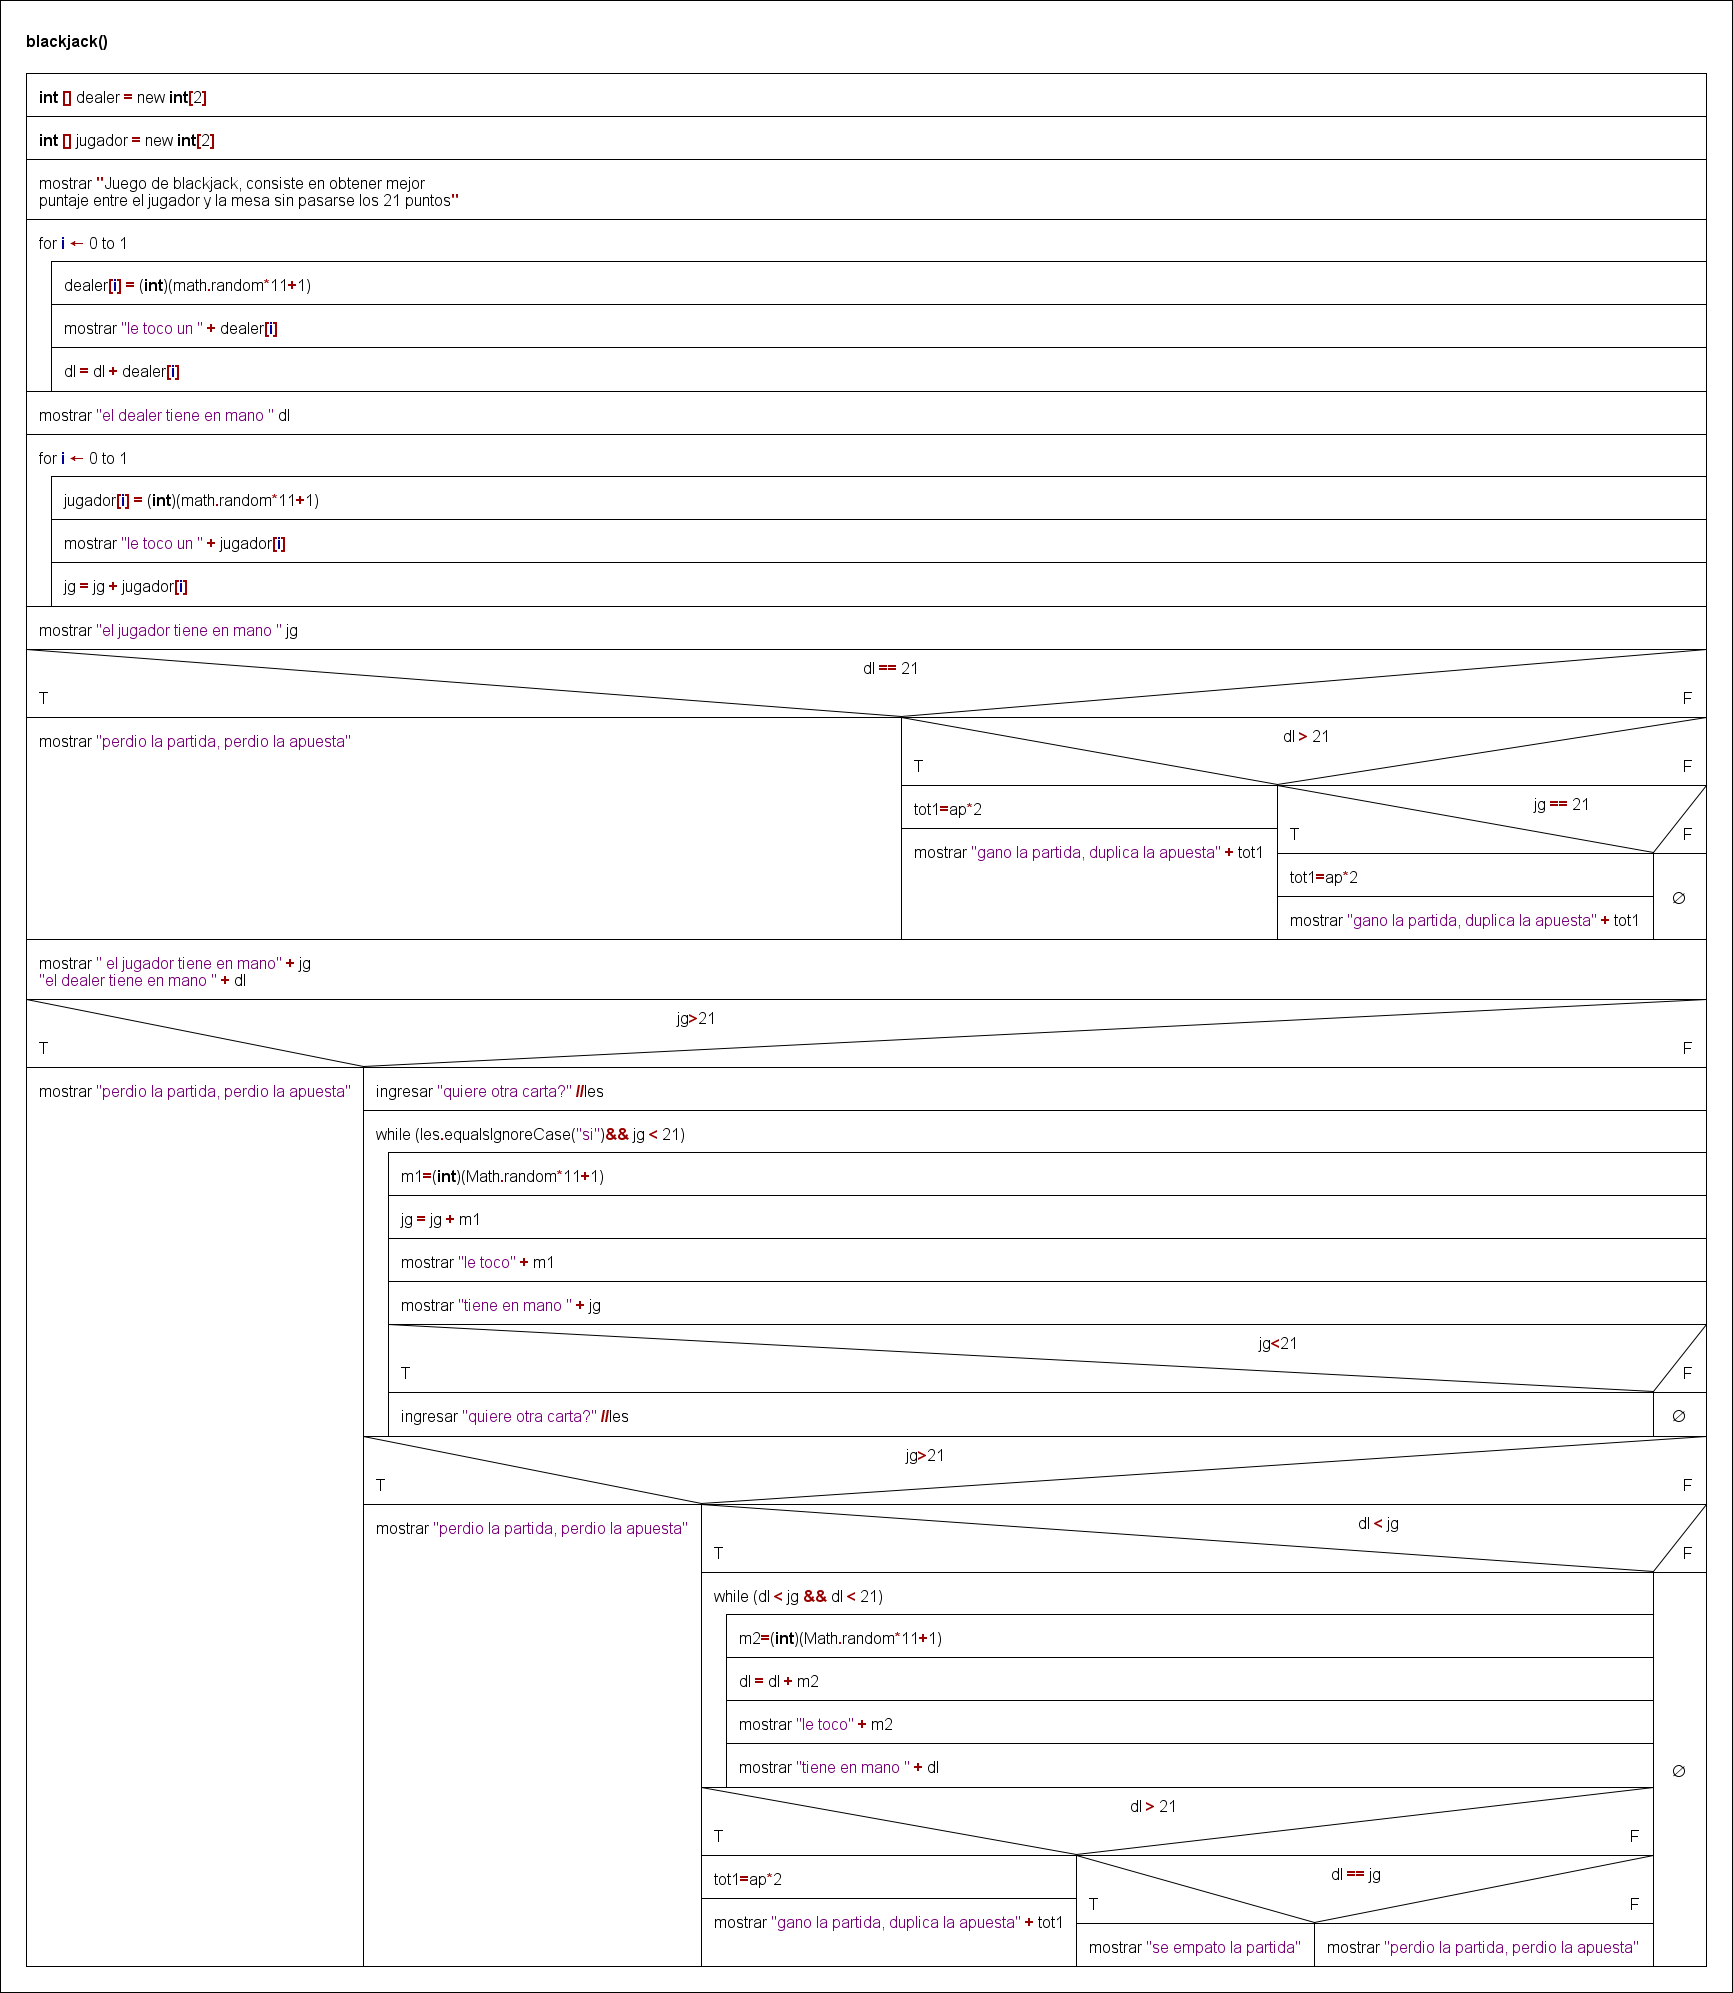 blackjack()
int [] dealer = new int[2]
int [] jugador = new int[2]
mostrar "Juego de blackjack, consiste en obtener mejor
puntaje entre el jugador y la mesa sin pasarse los 21 puntos"
for i ← 0 to 1
dealer[i] = (int)(math.random*11+1)
mostrar "le toco un " + dealer[i]
dl = dl + dealer[i]
mostrar "el dealer tiene en mano " dl
for i ← 0 to 1
jugador[i] = (int)(math.random*11+1)
mostrar "le toco un " + jugador[i]
jg = jg + jugador[i]
mostrar "el jugador tiene en mano " jg
dl == 21
T F
mostrar "perdio la partida, perdio la apuesta"
dl > 21
T F
tot1=ap*2
mostrar "gano la partida, duplica la apuesta" + tot1
jg == 21
T F
tot1=ap*2
mostrar "gano la partida, duplica la apuesta" + tot1
∅
mostrar " el jugador tiene en mano" + jg
"el dealer tiene en mano " + dl
jg>21
T F
mostrar "perdio la partida, perdio la apuesta"
ingresar "quiere otra carta?" //les
while (les.equalsIgnoreCase("si")&& jg < 21)
m1=(int)(Math.random*11+1)
jg = jg + m1
mostrar "le toco" + m1
mostrar "tiene en mano " + jg
jg<21
T F
ingresar "quiere otra carta?" //les
∅
jg>21
T F
mostrar "perdio la partida, perdio la apuesta"
dl < jg
T F
while (dl < jg && dl < 21)
m2=(int)(Math.random*11+1)
dl = dl + m2
mostrar "le toco" + m2
mostrar "tiene en mano " + dl
∅
dl > 21
T F
tot1=ap*2
mostrar "gano la partida, duplica la apuesta" + tot1
dl == jg
T F
mostrar "se empato la partida"
mostrar "perdio la partida, perdio la apuesta"